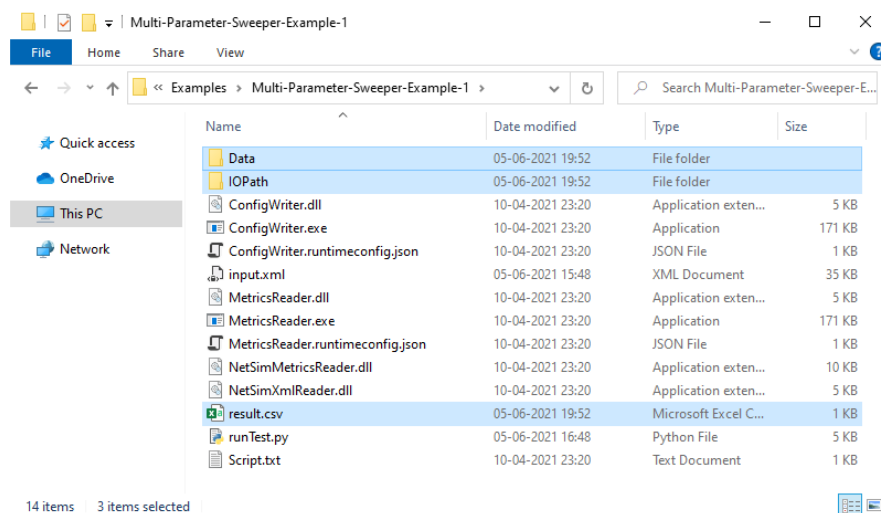 Multi-Parameter-Sweeper-Example-1
File Home Share View
« Examples > Multi-Parameter-Sweeper-Example-1 > Search Multi-Parameter-Sweeper-E...
Name Date modified Type Size
Quick access
OneDrive
This PC
Network
Data 05-06-2021 19:52 File folder
IOPath 05-06-2021 19:52 File folder
ConfigWriter.dll 10-04-2021 23:20 Application exten... 5 KB
ConfigWriter.exe 10-04-2021 23:20 Application 171 KB
ConfigWriter.runtimeconfig.json 10-04-2021 23:20 JSON File 1 KB
input.xml 05-06-2021 15:48 XML Document 35 KB
MetricsReader.dll 10-04-2021 23:20 Application exten... 5 KB
MetricsReader.exe 10-04-2021 23:20 Application 171 KB
MetricsReader.runtimeconfig.json 10-04-2021 23:20 JSON File 1 KB
NetSimMetricsReader.dll 10-04-2021 23:20 Application exten... 10 KB
NetSimXmlReader.dll 10-04-2021 23:20 Application exten... 5 KB
result.csv 05-06-2021 19:52 Microsoft Excel C... 1 KB
runTest.py 05-06-2021 16:48 Python File 5 KB
Script.txt 10-04-2021 23:20 Text Document 1 KB
14 items 3 items selected